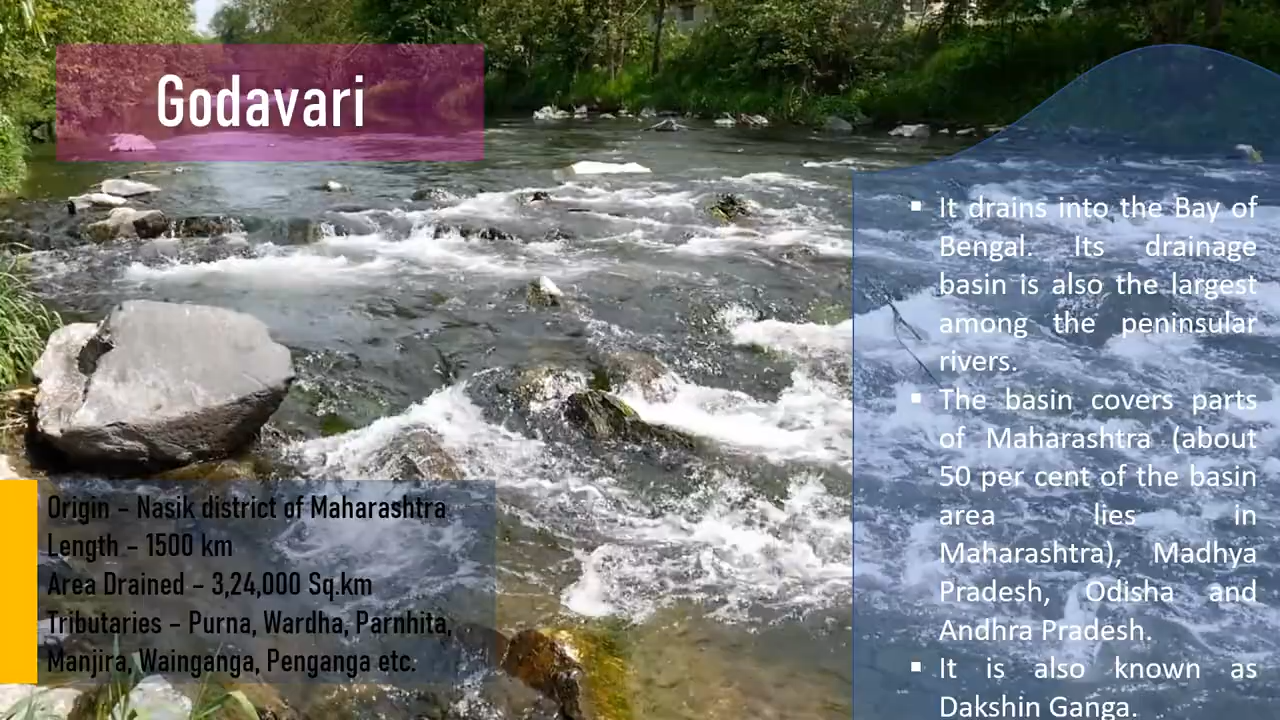 Godavari
Origin – Nasik district of Maharashtra
Length – 1500 km
Area Drained – 3,24,000 Sq.km
Tributaries – Purna, Wardha, Parnhita,
Manjira, Wainganga, Penganga etc.
▪ It drains into the Bay of
Bengal. Its drainage
basin is also the largest
among the peninsular
rivers.
▪ The basin covers parts
of Maharashtra (about
50 per cent of the basin
area lies in
Maharashtra), Madhya
Pradesh, Odisha and
Andhra Pradesh.
▪ It is also known as
Dakshin Ganga.